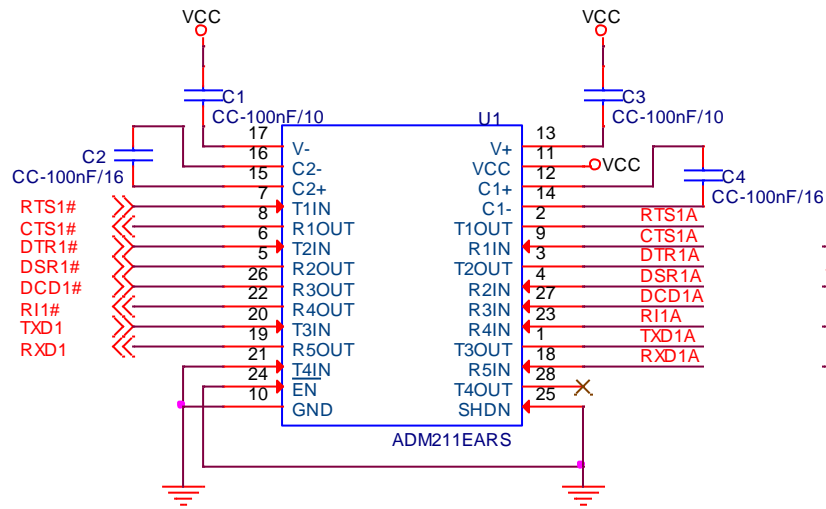 VCC
VCC
C1
CC-100nF/10
C3
CC-100nF/10
U1
C2
CC-100nF/16
C4
CC-100nF/16
VCC
17 V-
V+ 13
16 C2-
VCC 11
15 C2+
C1+ 12
7 T1IN
C1- 14
8 R1OUT
T1OUT 2
6 T2IN
R1IN 9
5 R2OUT
T2OUT 3
26 R3OUT
R2IN 4
22 R4OUT
R3IN 27
20 T3IN
R4IN 23
19 R5OUT
T3OUT 1
21 T4IN
R5IN 18
24 EN
T4OUT 28
10 GND
SHDN 25
RTS1#
CTS1#
DTR1#
DSR1#
DCD1#
RI1#
TXD1
RXD1
RTS1A
CTS1A
DTR1A
DSR1A
DCD1A
RI1A
TXD1A
RXD1A
ADM211EARS